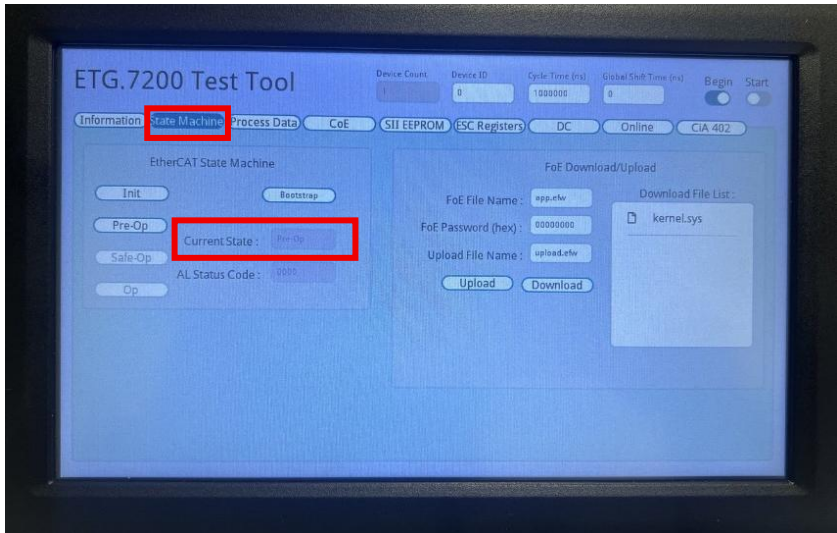 ETG.7200 Test Tool
Device Count
Device ID
Cycle Time (ns)
Global Shift Time (ns)
Begin
Start
1
0
1000000
0
Information
State Machine
Process Data
CoE
SII EEPROM
ESC Registers
DC
Online
CiA 402
EtherCAT State Machine
Init
Bootstrap
Pre-Op
Current State :
Pre-Op
Safe-Op
AL Status Code :
0000
Op
FoE Download/Upload
FoE File Name :
app.efw
FoE Password (hex) :
00000000
Upload File Name :
upload.efw
Upload
Download
Download File List :
kernel.sys